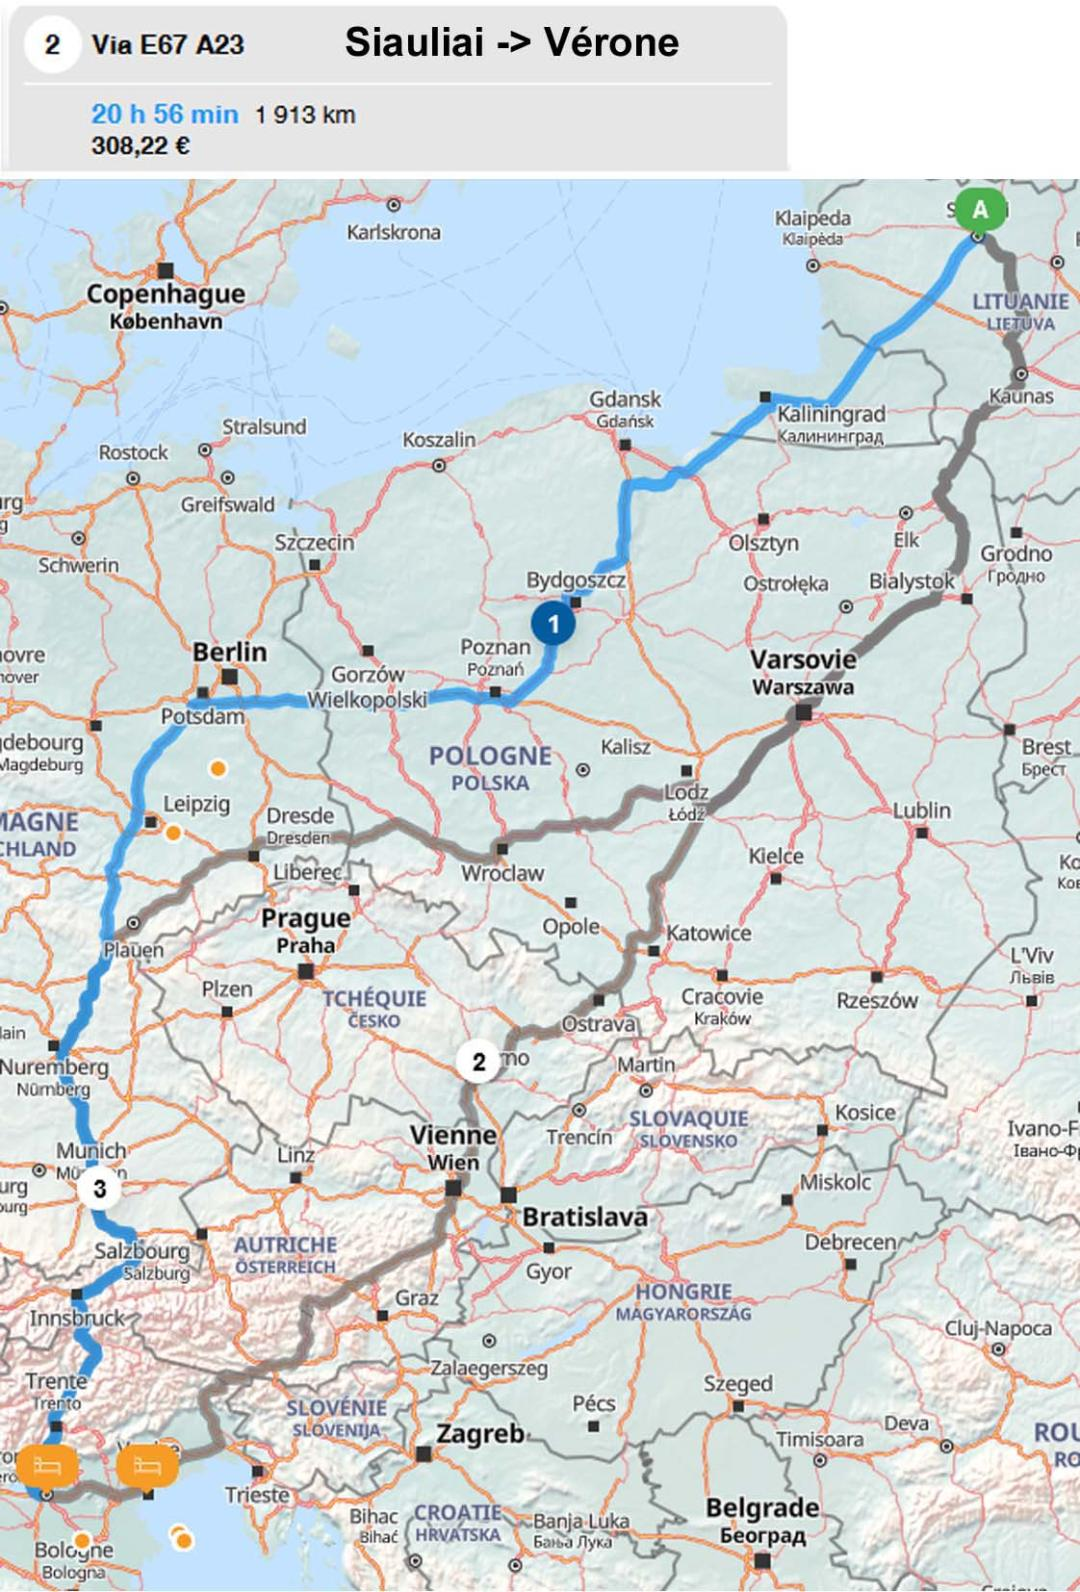 2 Via E67 A23 Siauliai -> Vérone
20 h 56 min 1 913 km
308,22 €
A
Klaipeda
Klaipėda
Karlskrona
Copenhague
København
LITUANIE
LIETUVA
Kaunas
Gdansk
Gdańsk
Kaliningrad
Калининград
Stralsund
Koszalin
Rostock
Greifswald
Szczecin
Schwerin
Olsztyn
Elk
Grodno
Гродно
Bydgoszcz
Ostrołęka
Bialystok
1
Berlin
Poznan
Poznań
Varsovie
Warszawa
Gorzów
Wielkopolski
Potsdam
Magdeburg
POLOGNE
POLSKA
Kalisz
Brest
Брест
Leipzig
Dresde
Dresden
Lodz
Łódź
Lublin
Liberec
Wroclaw
Kielce
Prague
Praha
Opole
Katowice
Plauen
L'Viv
Львів
Plzen
TCHÉQUIE
ČESKO
Cracovie
Kraków
Rzeszów
Ostrava
2
Martin
Nuremberg
Nürnberg
Kosice
SLOVAQUIE
SLOVENSKO
Trencín
Vienne
Wien
Munich
Linz
3
Miskolc
Bratislava
Salzbourg
Salzburg
AUTRICHE
ÖSTERREICH
Debrecen
Gyor
HONGRIE
MAGYARORSZÁG
Innsbruck
Graz
Cluj-Napoca
Trente
Trento
Zalaegerszeg
Szeged
SLOVÉNIE
SLOVENIJA
Pécs
Zagreb
Deva
Timisoara
Trieste
Bihac
Bihać
CROATIE
HRVATSKA
Banja Luka
Бања Лука
Belgrade
Београд
Bologne
Bologna